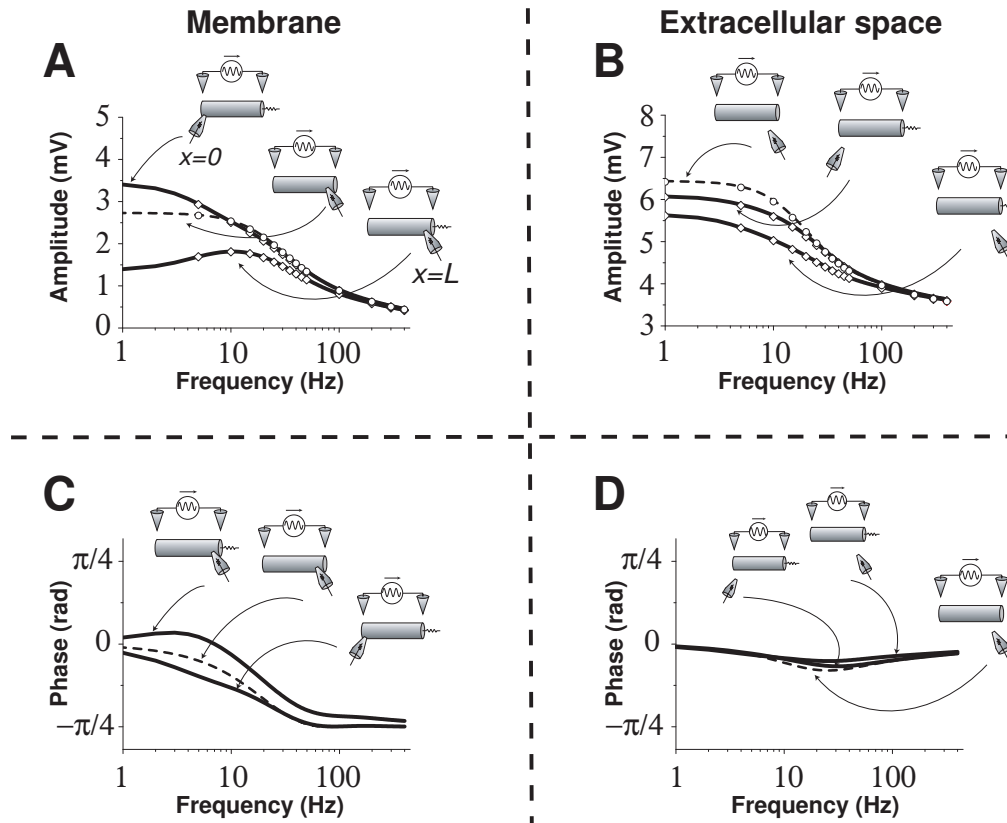 Membrane
Extracellular space
A
x=0
x=L
5
4
3
2
1
0
Amplitude (mV)
1 10 100
Frequency (Hz)
B
8
7
6
5
4
3
Amplitude (mV)
1 10 100
Frequency (Hz)
C
π/4
0
−π/4
Phase (rad)
1 10 100
Frequency (Hz)
D
π/4
0
−π/4
Phase (rad)
1 10 100
Frequency (Hz)